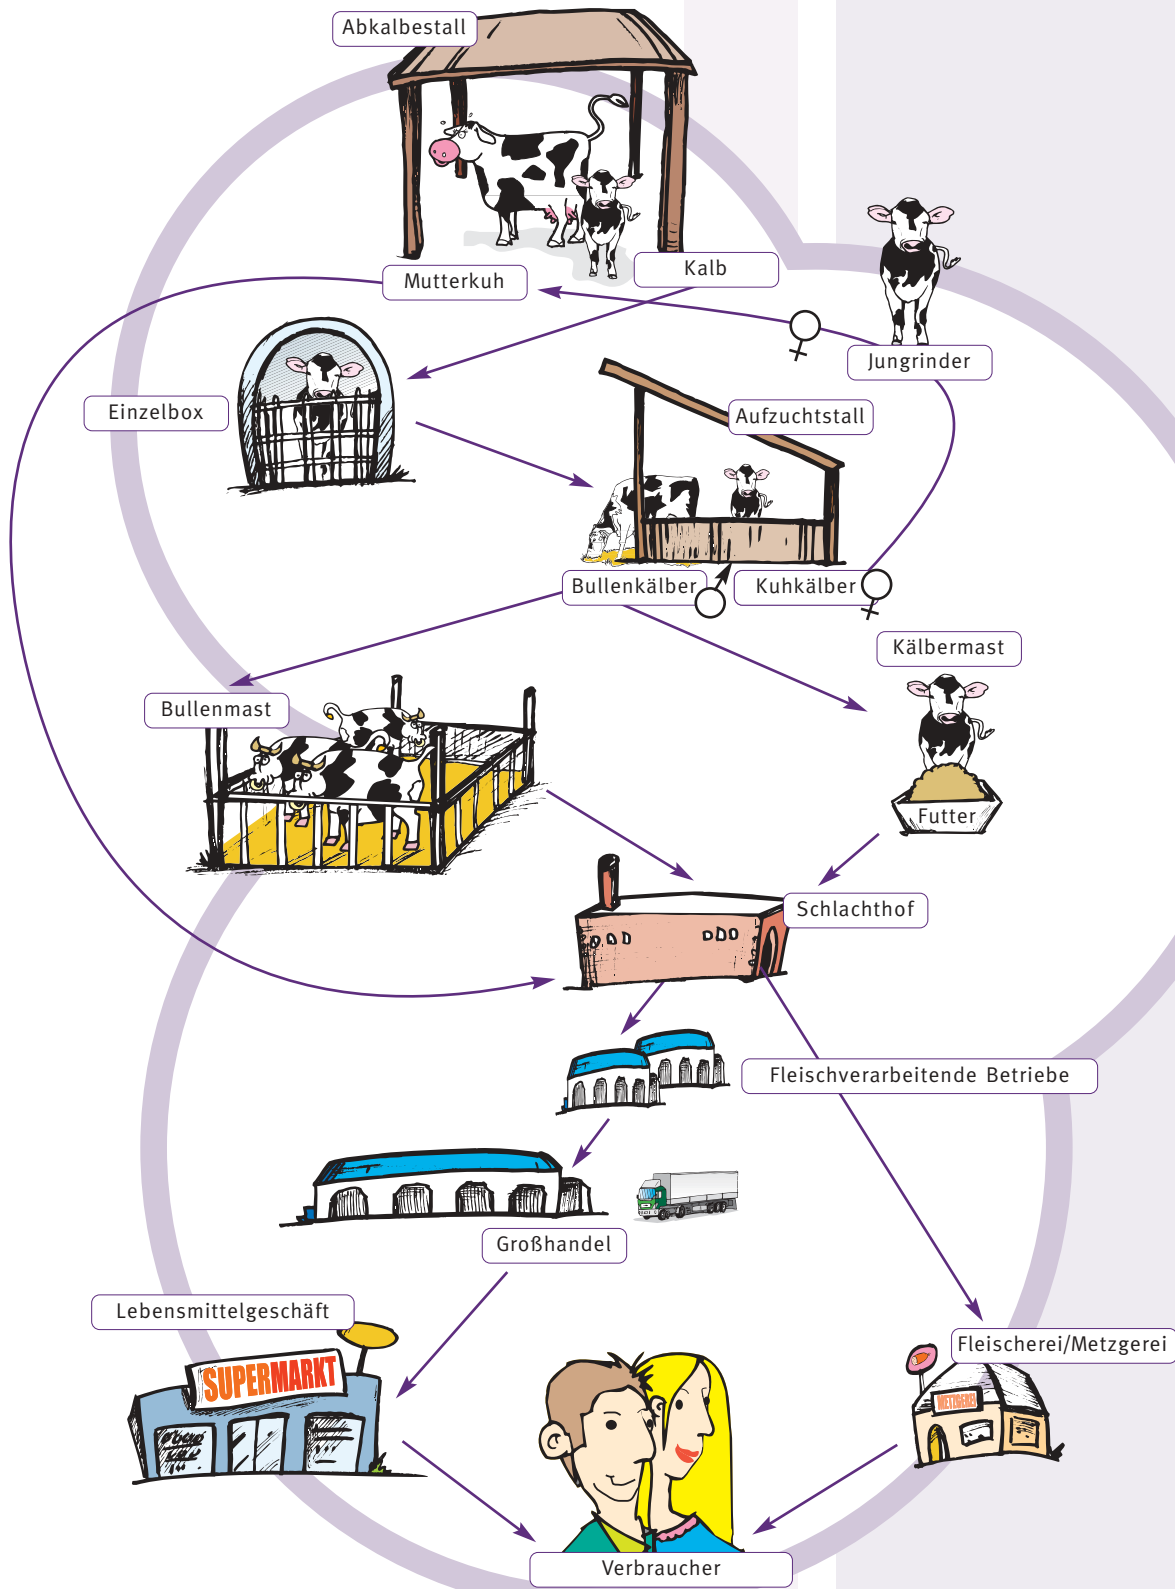 Abkalbestall
Mutterkuh
Kalb
Jungrinder
Einzelbox
Aufzuchtstall
Bullenkälber
Kuhkälber
Kälbermast
Bullenmast
Futter
Schlachthof
Fleischverarbeitende Betriebe
Großhandel
Lebensmittelgeschäft
SUPERMARKT
Fleischerei/Metzgerei
METZGEREI
Verbraucher